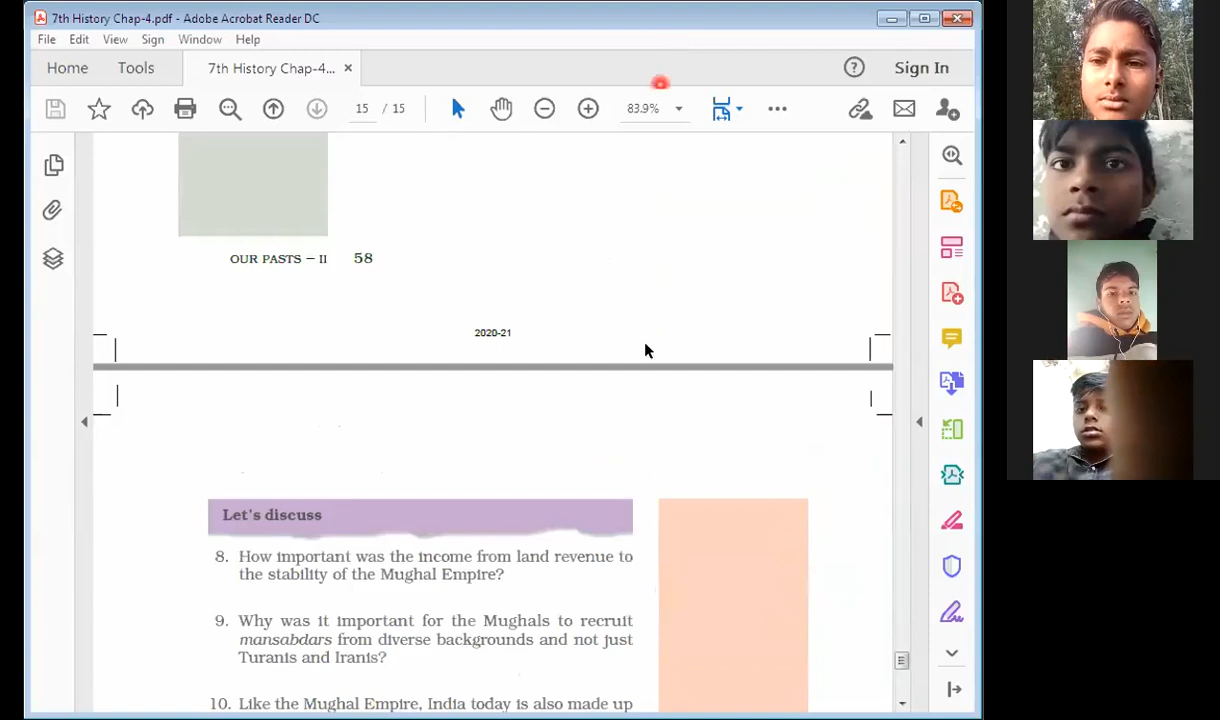 7th History Chap-4.pdf - Adobe Acrobat Reader DC
File Edit View Sign Window Help
Home Tools 7th History Chap-4... × Sign In
15 / 15 83.9%
OUR PASTS – II 58
2020-21
Let's discuss
8. How important was the income from land revenue to
the stability of the Mughal Empire?
9. Why was it important for the Mughals to recruit
mansabdars from diverse backgrounds and not just
Turanis and Iranis?
10. Like the Mughal Empire, India today is also made up